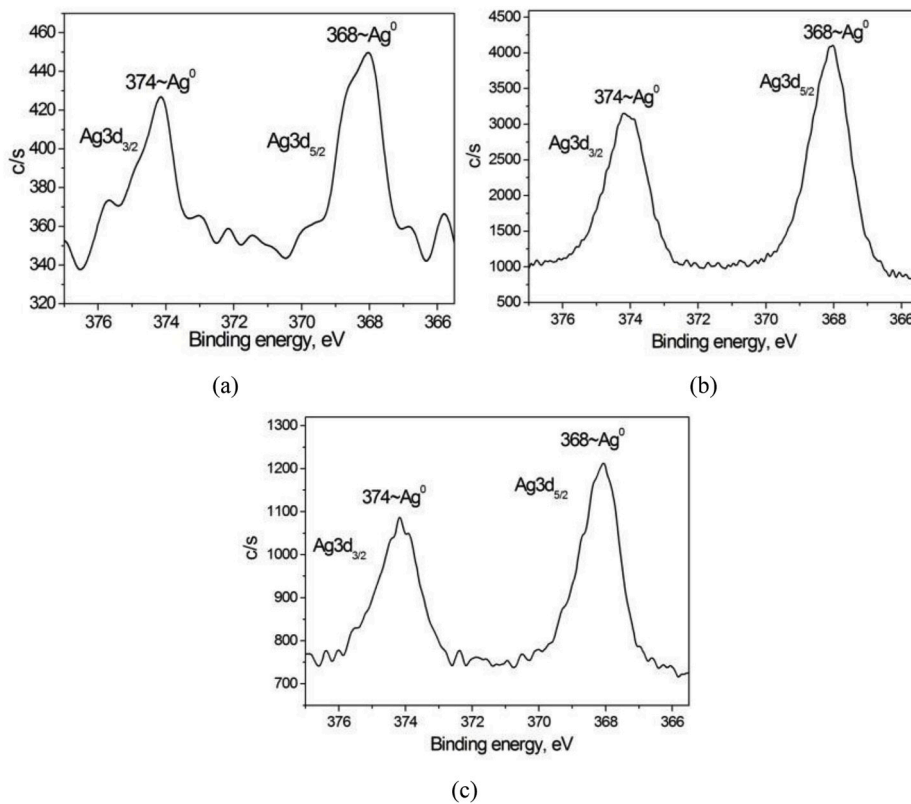 460
440
420
400
380
360
340
320
c/s
374~Ag⁰
368~Ag⁰
Ag3d₃/₂
Ag3d₅/₂
376 374 372 370 368 366
Binding energy, eV
(a)
4500
4000
3500
3000
2500
2000
1500
1000
500
c/s
368~Ag⁰
374~Ag⁰
Ag3d₅/₂
Ag3d₃/₂
376 374 372 370 368 366
Binding energy, eV
(b)
1300
1200
1100
1000
900
800
700
c/s
368~Ag⁰
374~Ag⁰
Ag3d₅/₂
Ag3d₃/₂
376 374 372 370 368 366
Binding energy, eV
(c)